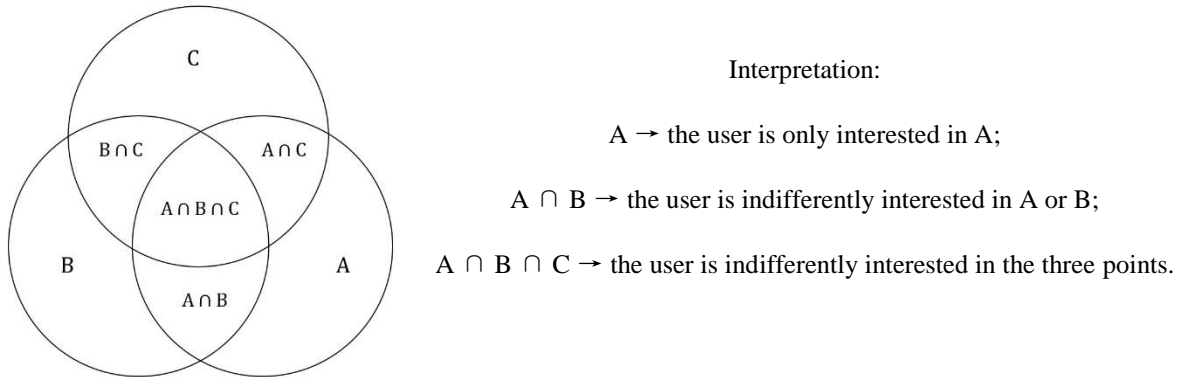 C
B∩C
A∩C
A∩B∩C
B
A
A∩B
Interpretation:
A → the user is only interested in A;
A ∩ B → the user is indifferently interested in A or B;
A ∩ B ∩ C → the user is indifferently interested in the three points.